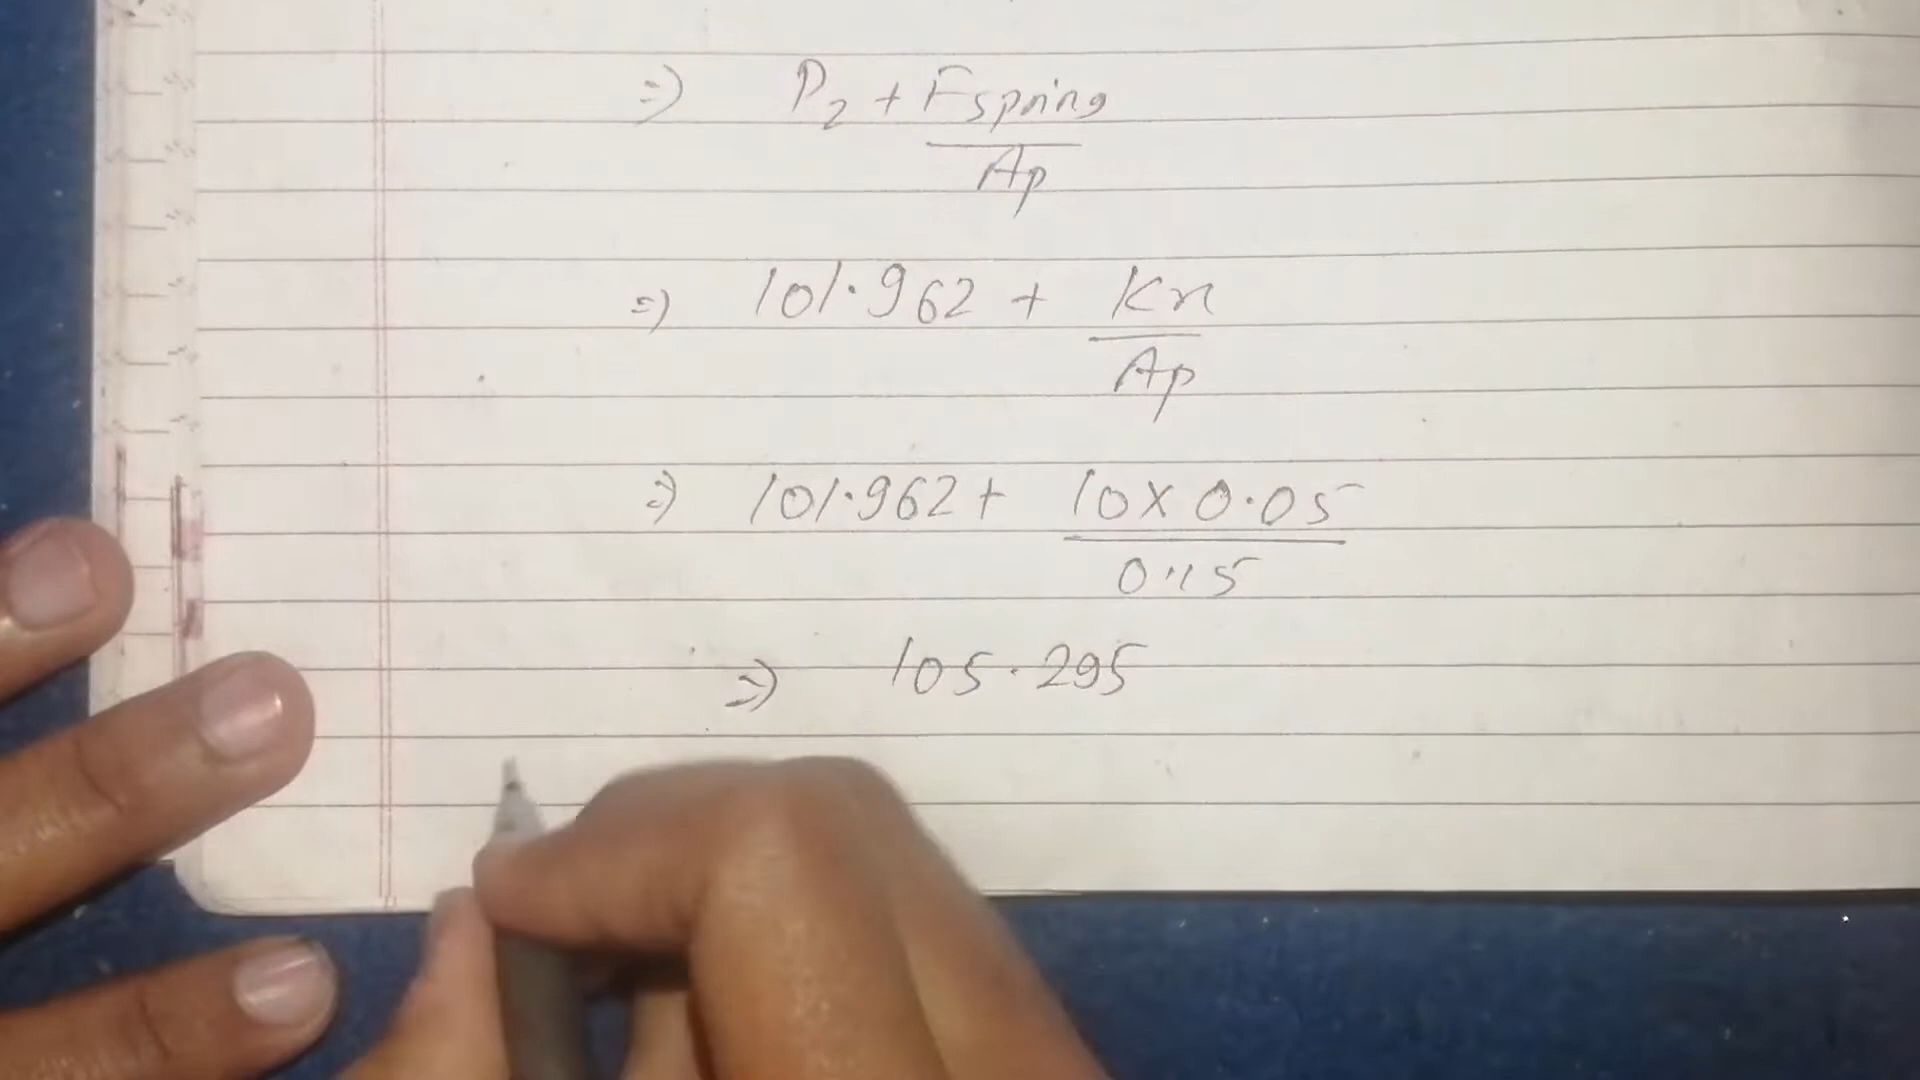 =) P2 + Fspring
Ap
=) 101.962 + Kx
Ap
=) 101.962 + 10 X 0.05
0.15
=) 105.295